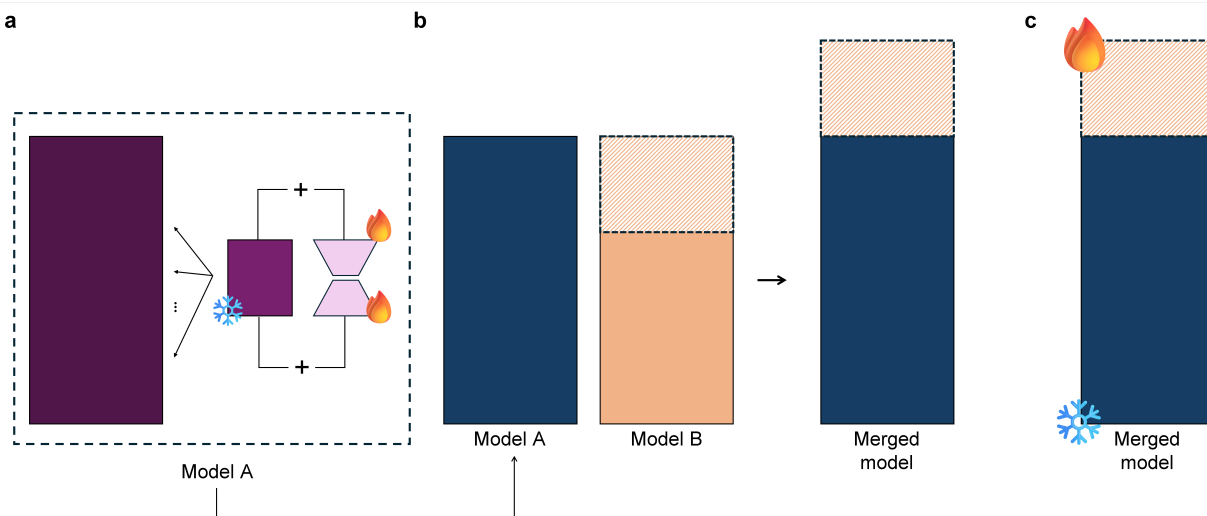 a
b
c
+
...
+
Model A
Model A
Model B
Merged
model
Merged
model